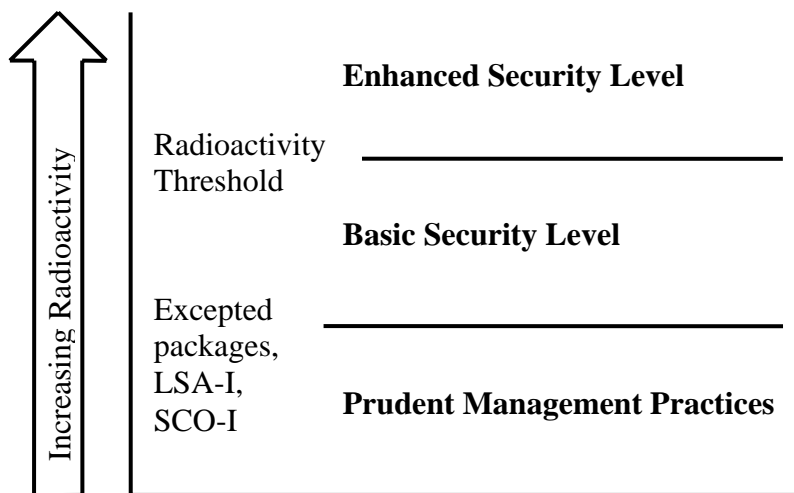 Enhanced Security Level
Radioactivity
Threshold
Basic Security Level
Excepted
packages,
LSA-I,
SCO-I
Prudent Management Practices
Increasing Radioactivity